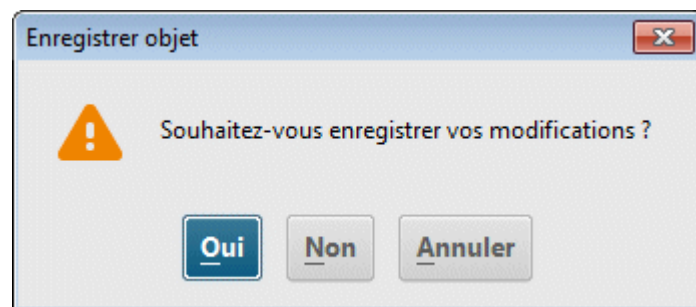 Enregistrer objet
Souhaitez-vous enregistrer vos modifications ?
Oui Non Annuler